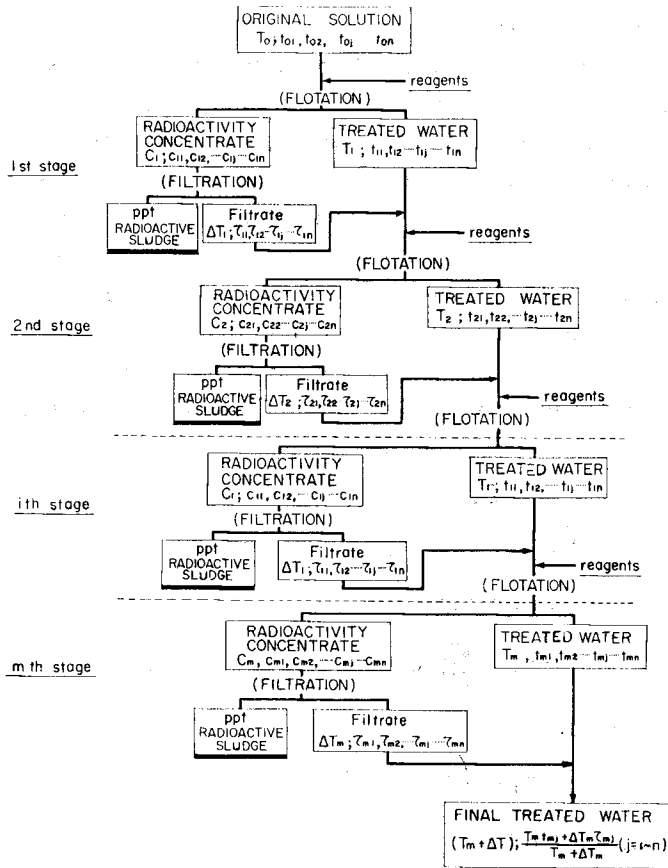 ORIGINAL SOLUTION
T₀; t₀₁, t₀₂, t₀ⱼ t₀ₙ
reagents
(FLOTATION)
RADIOACTIVITY
CONCENTRATE
C₁; c₁₁, c₁₂, ···c₁ⱼ···c₁ₙ
TREATED WATER
T₁ ; t₁₁, t₁₂···t₁ⱼ···t₁ₙ
1st stage
(FILTRATION)
ppt
RADIOACTIVE
SLUDGE
Filtrate
ΔT₁; τ₁₁, τ₁₂···τ₁ⱼ···τ₁ₙ
reagents
(FLOTATION)
RADIOACTIVITY
CONCENTRATE
C₂; c₂₁, c₂₂···c₂ⱼ···c₂ₙ
TREATED WATER
T₂ ; t₂₁, t₂₂, ···t₂ⱼ···t₂ₙ
2nd stage
(FILTRATION)
ppt
RADIOACTIVE
SLUDGE
Filtrate
ΔT₂ ; τ₂₁, τ₂₂ τ₂ⱼ···τ₂ₙ
reagents
(FLOTATION)
RADIOACTIVITY
CONCENTRATE
Cᵢ; cᵢ₁, cᵢ₂, ···cᵢⱼ···cᵢₙ
TREATED WATER
Tᵢ; tᵢ₁, tᵢ₂, ···tᵢⱼ···tᵢₙ
ith stage
(FILTRATION)
ppt
RADIOACTIVE
SLUDGE
Filtrate
ΔTᵢ; τᵢ₁, τᵢ₂···τᵢⱼ···τᵢₙ
reagents
(FLOTATION)
RADIOACTIVITY
CONCENTRATE
Cₘ, cₘ₁, cₘ₂, ···cₘⱼ···cₘₙ
TREATED WATER
Tₘ , tₘ₁, tₘ₂···tₘⱼ···tₘₙ
mth stage
(FILTRATION)
ppt
RADIOACTIVE
SLUDGE
Filtrate
ΔTₘ; τₘ₁, τₘ₂, ···τₘⱼ···τₘₙ
FINAL TREATED WATER
(Tₘ+ΔT); (Tₘtₘⱼ+ΔTₘτₘⱼ)/(Tₘ+ΔTₘ) (j=1~n)